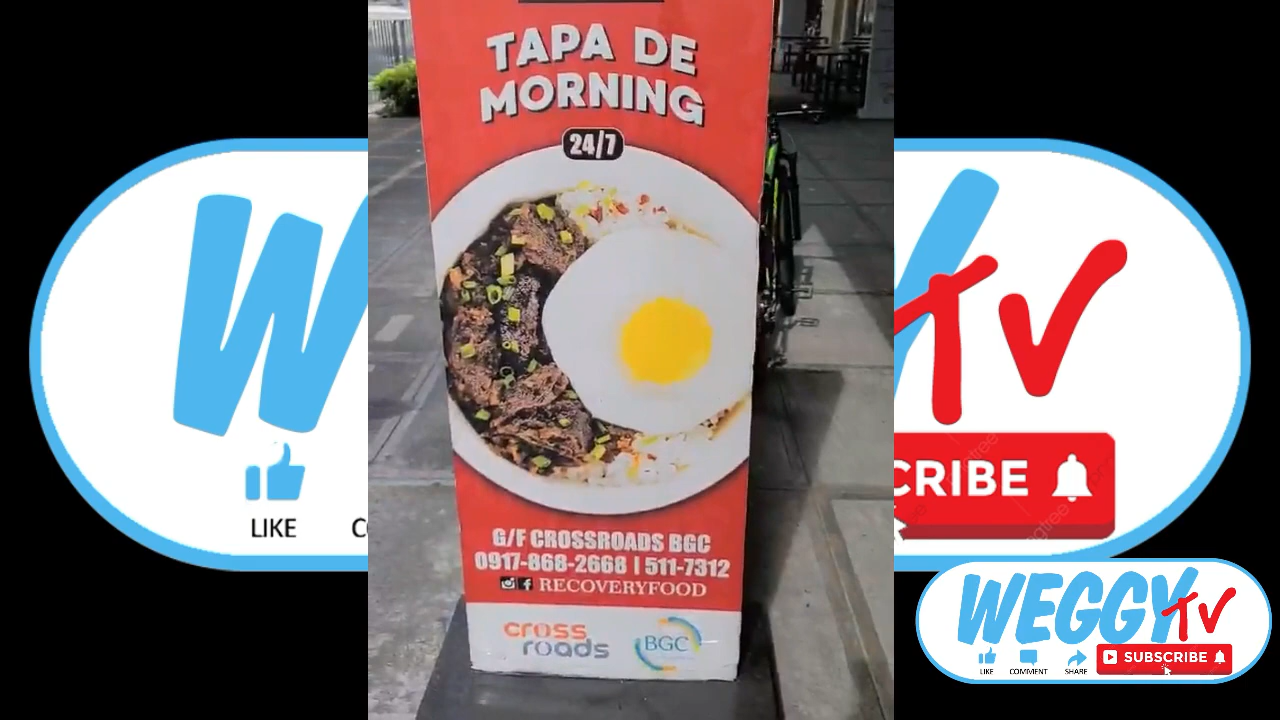 TAPA DE
MORNING
24/7
G/F CROSSROADS BGC
0917-868-2668 | 511-7312
RECOVERYFOOD
cross
roads
BGC
W
TV
LIKE
CRIBE
WEGGY TV
LIKE COMMENT SHARE SUBSCRIBE